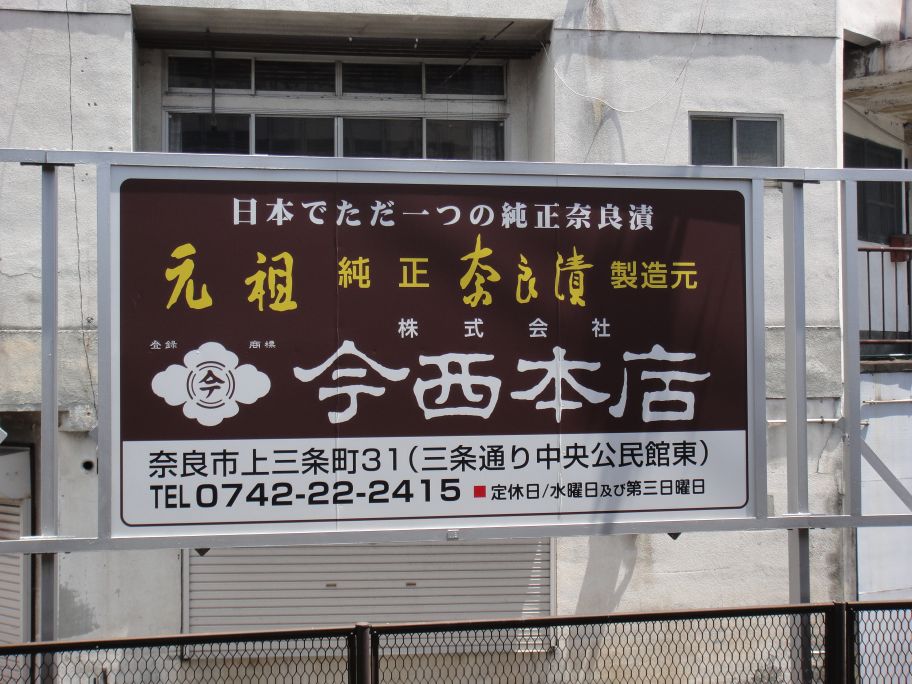 日本でただ一つの純正奈良漬
元祖 純正 奈良漬 製造元
株式会社
登録 商標
今
今西本店
奈良市上三条町31(三条通り中央公民館東)
TEL0742-22-2415 ■定休日/水曜日及び第三日曜日